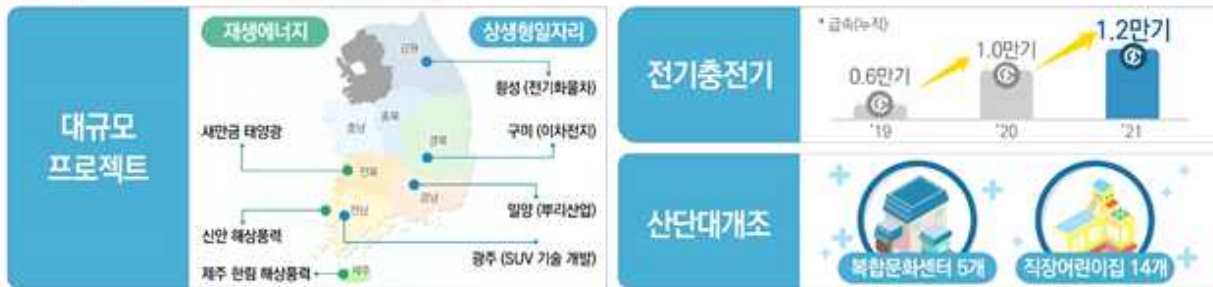 대규모
프로젝트
재생에너지
상생형일자리
강원
횡성 (전기화물차)
충북
충남
새만금 태양광
구미 (이차전지)
경북
전북
경남
밀양 (뿌리산업)
전남
신안 해상풍력
광주 (SUV 기술 개발)
제주 한림 해상풍력
제주
전기충전기
* 급속(누적)
0.6만기
1.0만기
1.2만기
'19
'20
'21
산단대개조
복합문화센터 5개
직장어린이집 14개